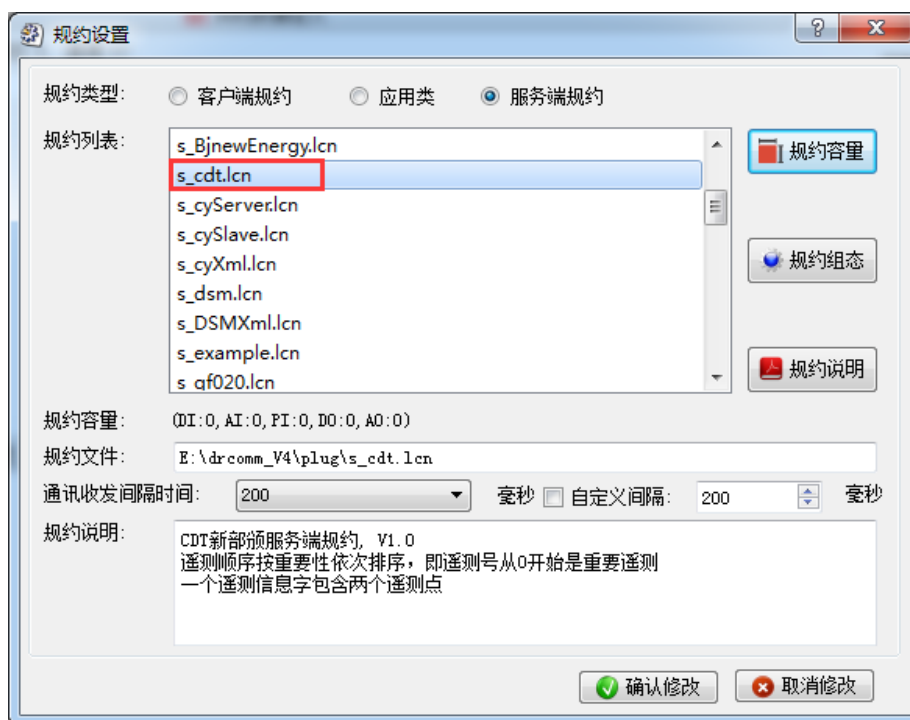 规约设置
规约类型: 客户端规约 应用类 服务端规约
规约列表:
s_BjnewEnergy.lcn
s_cdt.lcn
s_cyServer.lcn
s_cySlave.lcn
s_cyXml.lcn
s_dsm.lcn
s_DSMXml.lcn
s_example.lcn
s_gf020.lcn
规约容量
规约组态
规约说明
规约容量: (DI:0, AI:0, PI:0, DO:0, AO:0)
规约文件: E:\drcomm_V4\plug\s_cdt.lcn
通讯收发间隔时间: 200 毫秒 自定义间隔: 200 毫秒
规约说明: CDT新部颁服务端规约, V1.0
遥测顺序按重要性依次排序，即遥测号从0开始是重要遥测
一个遥测信息字包含两个遥测点
确认修改 取消修改